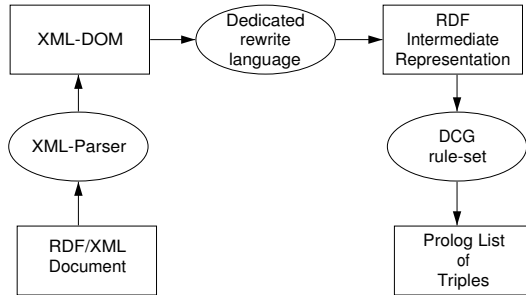 XML-DOM
Dedicated
rewrite
language
RDF
Intermediate
Representation
XML-Parser
DCG
rule-set
RDF/XML
Document
Prolog List
of
Triples